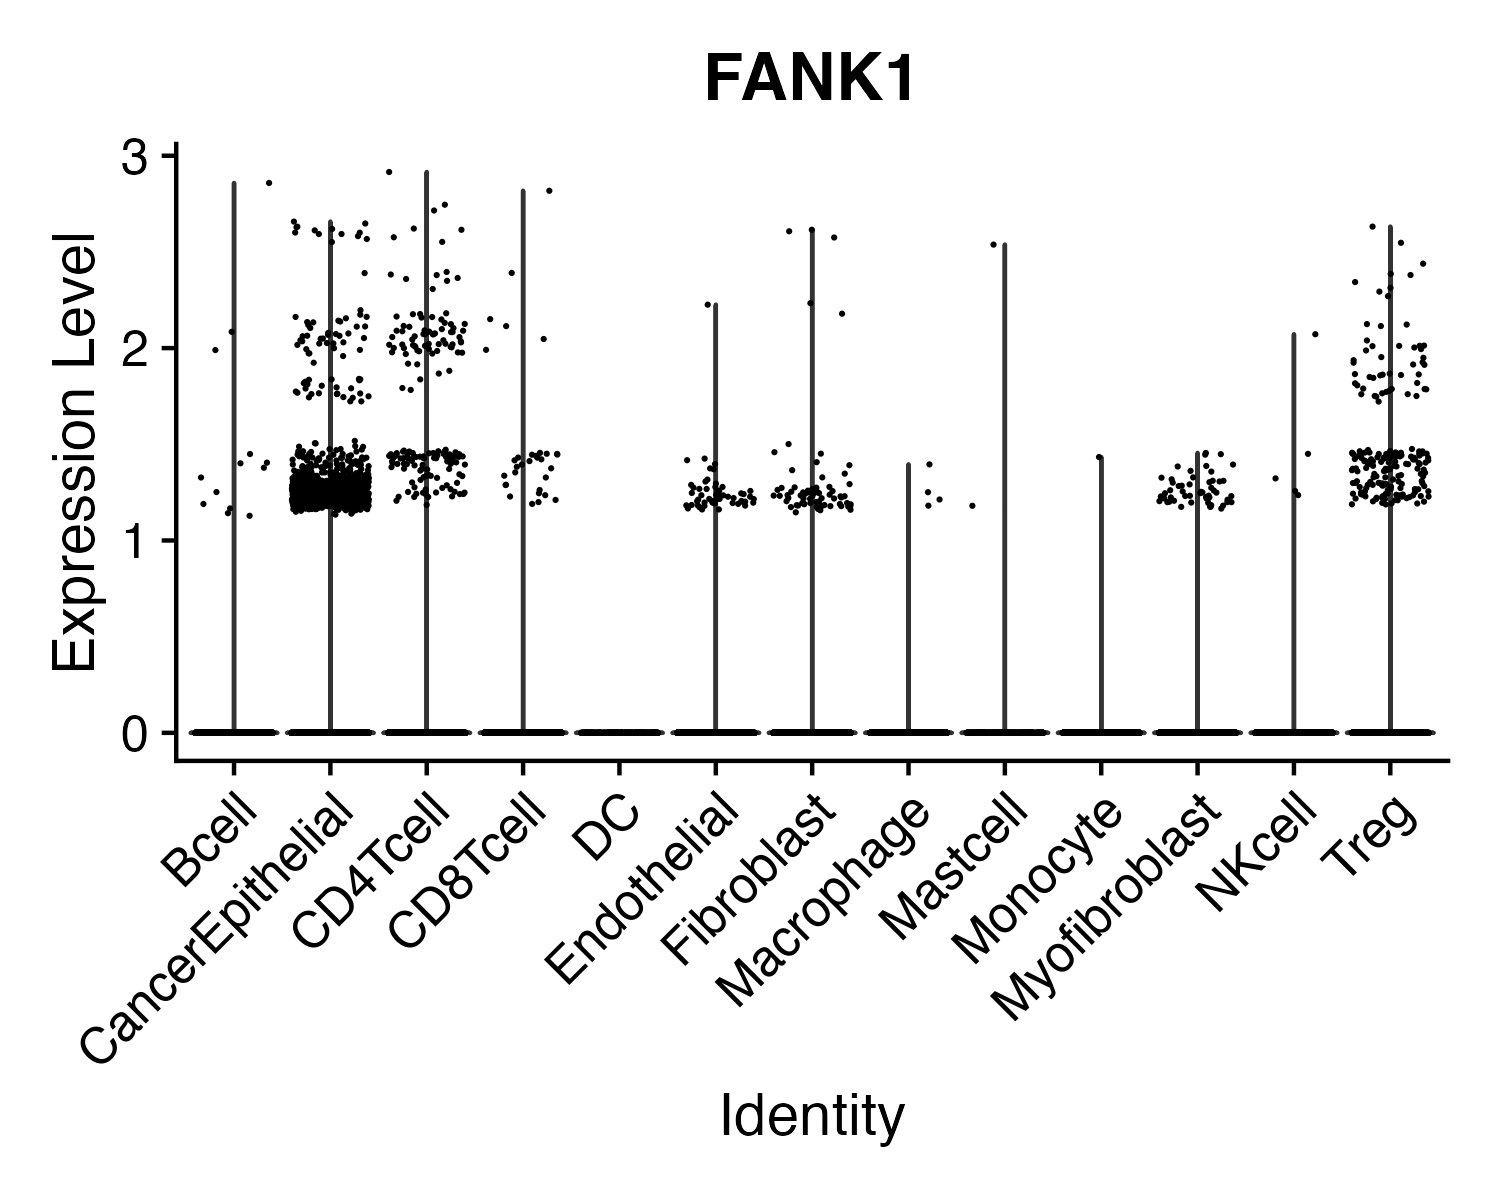 FANK1
Expression Level
3
2
1
0
Bcell
CancerEpithelial
CD4Tcell
CD8Tcell
DC
Endothelial
Fibroblast
Macrophage
Mastcell
Monocyte
Myofibroblast
NKcell
Treg
Identity